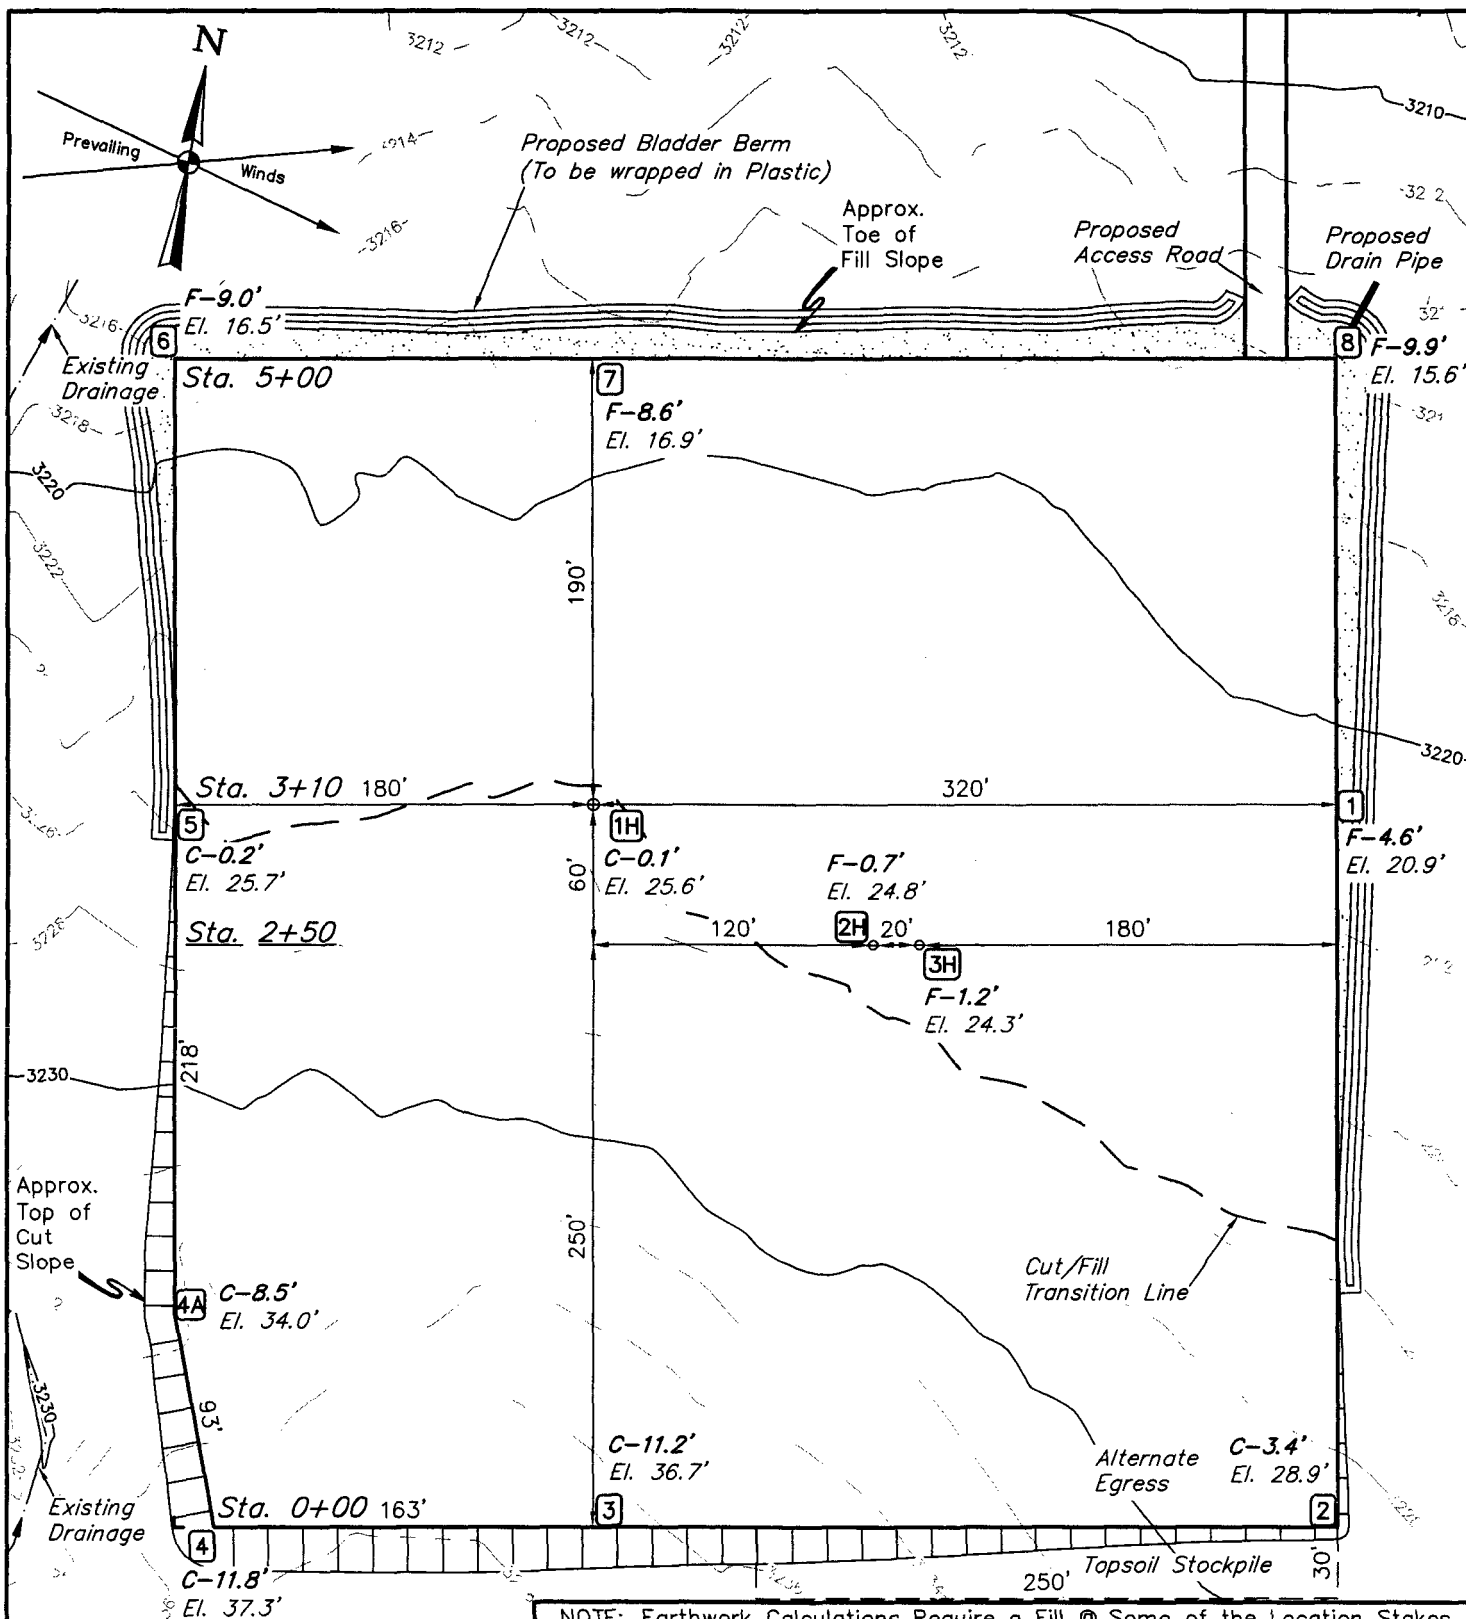 3212
3212
3212
3212
N
Prevailing
Winds
3214
3216
3210
Proposed Bladder Berm
(To be wrapped in Plastic)
Approx.
Toe of
Fill Slope
Proposed
Access Road
Proposed
Drain Pipe
F-9.0'
El. 16.5'
3216
6
Existing
Drainage
Sta. 5+00
7
F-8.6'
El. 16.9'
8
F-9.9'
El. 15.6'
3218
3220
3222
190'
3218
3220
Sta. 3+10
180'
320'
5
1H
1
C-0.2'
El. 25.7'
C-0.1'
El. 25.6'
F-4.6'
El. 20.9'
60'
F-0.7'
El. 24.8'
3226
3228
Sta. 2+50
120'
2H
20'
180'
3H
F-1.2'
El. 24.3'
3230
218'
Approx.
Top of
Cut
Slope
250'
Cut/Fill
Transition Line
4A
C-8.5'
El. 34.0'
3230
93'
C-11.2'
El. 36.7'
Alternate
Egress
C-3.4'
El. 28.9'
Existing
Drainage
Sta. 0+00
163'
3
2
4
C-11.8'
El. 37.3'
Topsoil Stockpile
250'
30'
NOTE: Earthwork Calculations Require a Fill @ Some of the Location Stakes